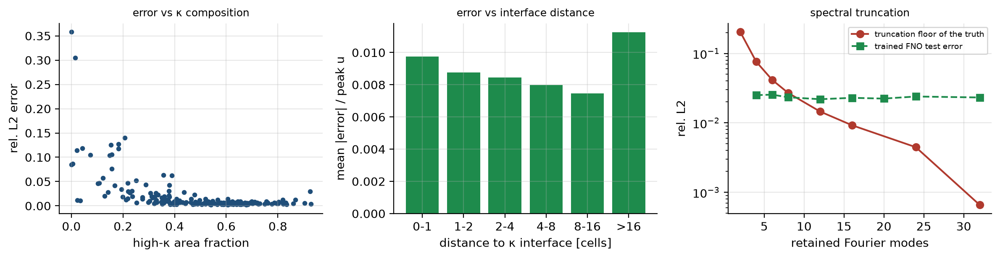 error vs κ composition
rel. L2 error
0.35
0.30
0.25
0.20
0.15
0.10
0.05
0.00
0.0 0.2 0.4 0.6 0.8
high-κ area fraction
error vs interface distance
mean |error| / peak u
0.010
0.008
0.006
0.004
0.002
0.000
0-1 1-2 2-4 4-8 8-16 >16
distance to κ interface [cells]
spectral truncation
truncation floor of the truth
trained FNO test error
rel. L2
10⁻¹
10⁻²
10⁻³
5 10 15 20 25 30
retained Fourier modes